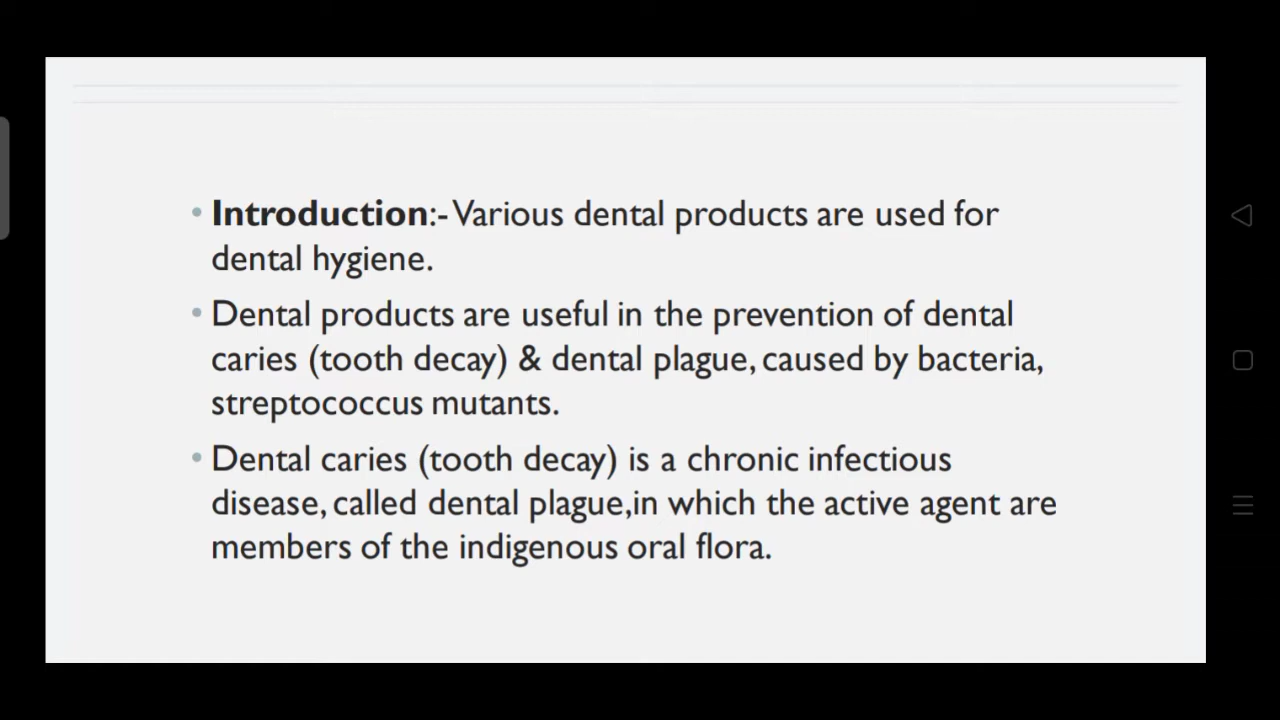 • Introduction:- Various dental products are used for
dental hygiene.
• Dental products are useful in the prevention of dental
caries (tooth decay) & dental plague, caused by bacteria,
streptococcus mutants.
• Dental caries (tooth decay) is a chronic infectious
disease, called dental plague,in which the active agent are
members of the indigenous oral flora.